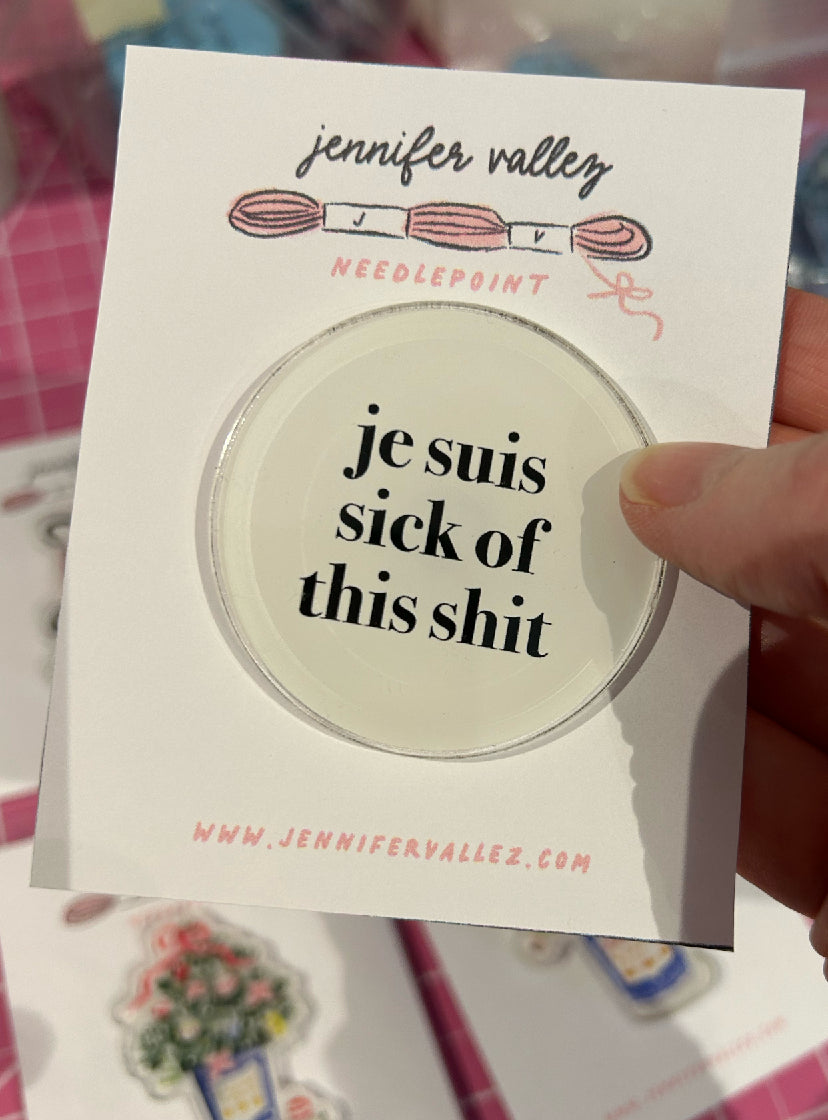 jennifer vallez
J V
NEEDLEPOINT
je suis
sick of
this shit
WWW.JENNIFERVALLEZ.COM